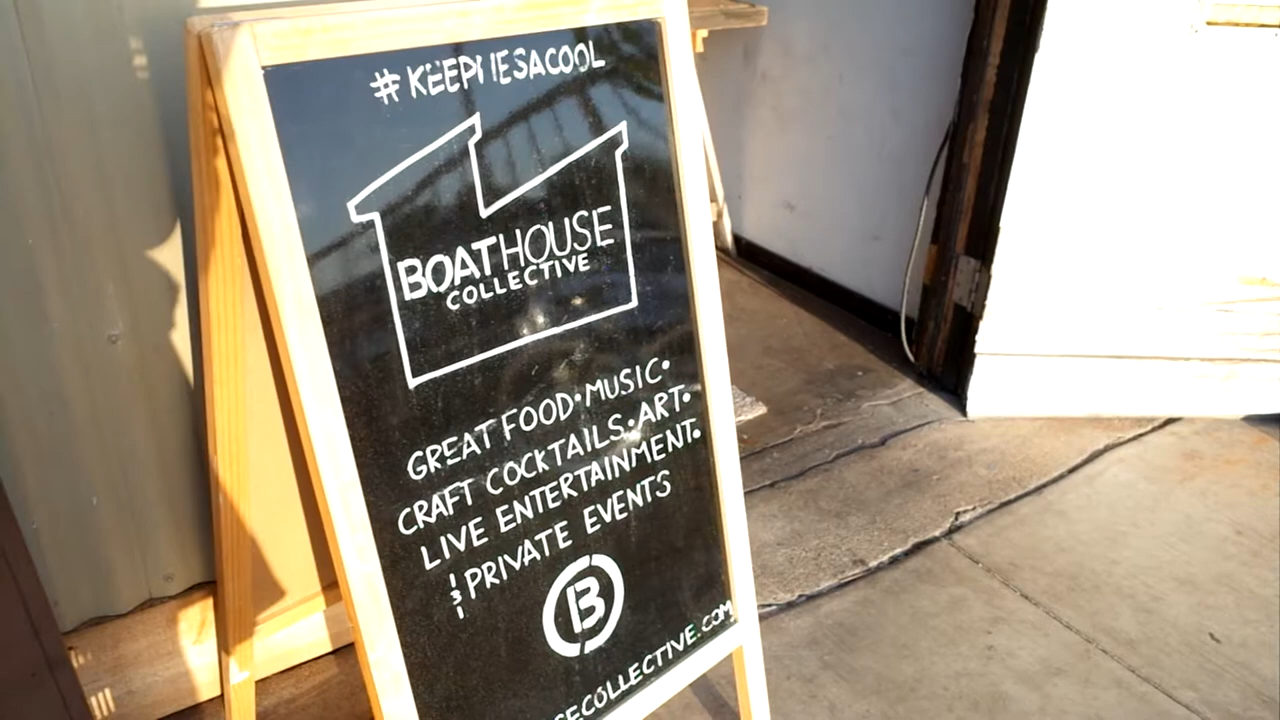 #KEEPMESACOOL
BOATHOUSE
COLLECTIVE
GREAT FOOD•MUSIC•
CRAFT COCKTAILS•ART•
LIVE ENTERTAINMENT•
PRIVATE EVENTS
B
SECOLLECTIVE.COM